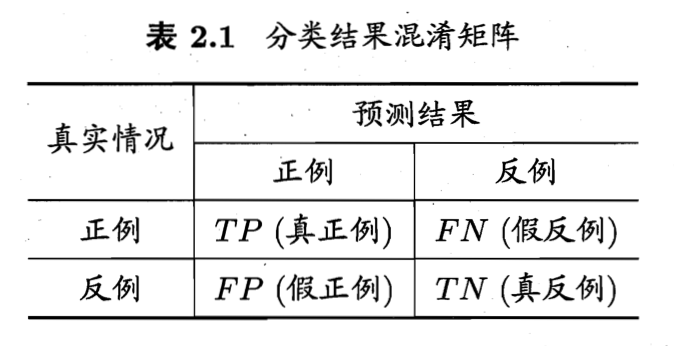 表 2.1 分类结果混淆矩阵
真实情况 预测结果
正例 反例
正例 TP (真正例) FN (假反例)
反例 FP (假正例) TN (真反例)